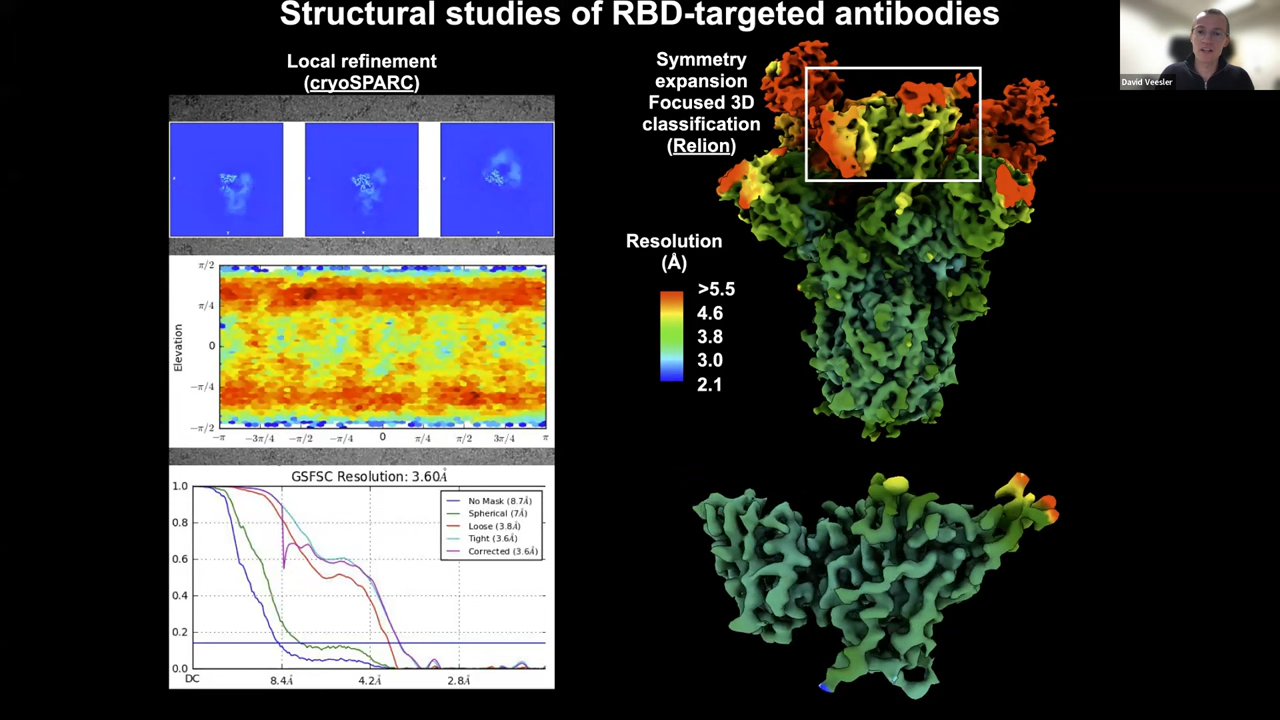 Structural studies of RBD-targeted antibodies
Local refinement
(cryoSPARC)
Symmetry
expansion
Focused 3D
classification
(Relion)
David Veesler
Resolution
(Å)
>5.5
4.6
3.8
3.0
2.1
π/2
π/4
0
−π/4
−π/2
Elevation
−π
−3π/4
−π/2
−π/4
0
π/4
π/2
3π/4
π
GSFSC Resolution: 3.60Å
1.0
0.8
0.6
0.4
0.2
0.0
No Mask (8.7Å)
Spherical (7Å)
Loose (3.8Å)
Tight (3.6Å)
Corrected (3.6Å)
DC
8.4Å
4.2Å
2.8Å